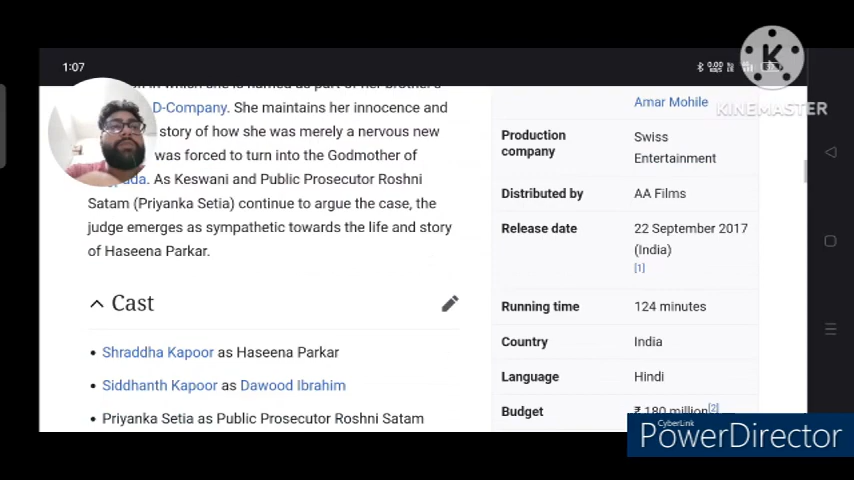 1:07
D-Company. She maintains her innocence and
story of how she was merely a nervous new
was forced to turn into the Godmother of
As Keswani and Public Prosecutor Roshni
Satam (Priyanka Setia) continue to argue the case, the
judge emerges as sympathetic towards the life and story
of Haseena Parkar.
Cast
• Shraddha Kapoor as Haseena Parkar
• Siddhanth Kapoor as Dawood Ibrahim
• Priyanka Setia as Public Prosecutor Roshni Satam
Amar Mohile
Production company
Swiss Entertainment
Distributed by
AA Films
Release date
22 September 2017
(India)
[1]
Running time
124 minutes
Country
India
Language
Hindi
Budget
₹ 180 million[2]
K
KINEMASTER
CyberLink
PowerDirector